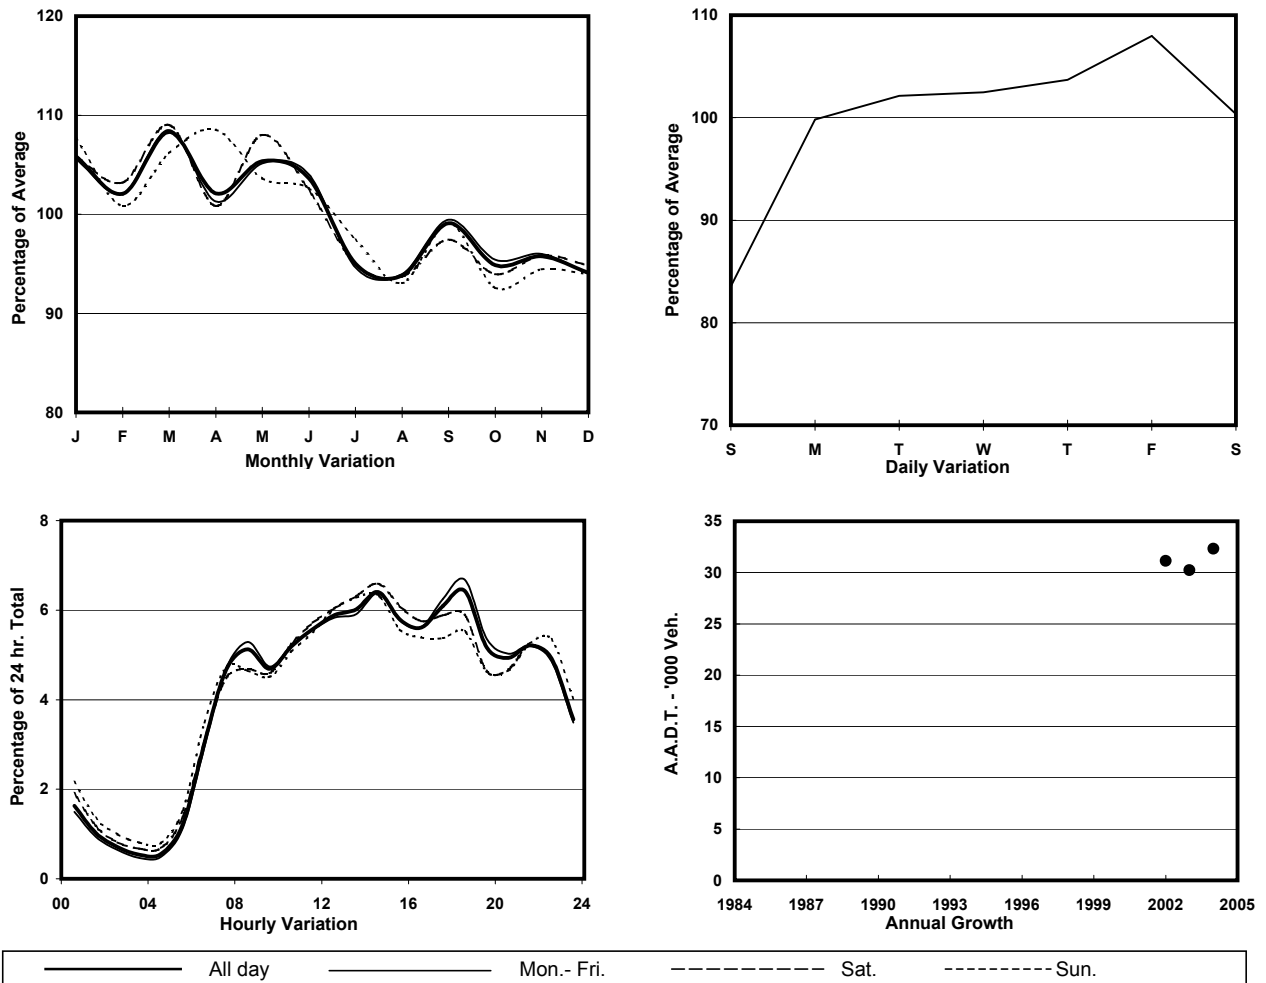 120
110
100
90
80
Percentage of Average
J F M A M J J A S O N D
Monthly Variation
110
100
90
80
70
Percentage of Average
S M T W T F S
Daily Variation
8
6
4
2
0
Percentage of 24 hr. Total
00 04 08 12 16 20 24
Hourly Variation
35
30
25
20
15
10
5
0
A.A.D.T. - '000 Veh.
1984 1987 1990 1993 1996 1999 2002 2005
Annual Growth
All day Mon.- Fri. Sat. Sun.